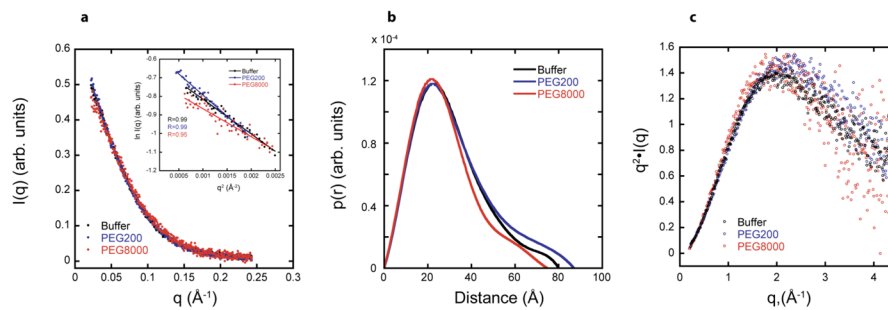 a
I(q) (arb. units)
0.6
0.5
0.4
0.3
0.2
0.1
0
0
0.05
0.1
0.15
0.2
0.25
0.3
q (Å-1)
Buffer
PEG200
PEG8000
ln I(q) (arb. units)
-0.6
-0.7
-0.8
-0.9
-1
-1.1
-1.2
0.0005
0.001
0.0015
0.002
0.0025
q² (Å-²)
Buffer
PEG200
PEG8000
R=0.99
R=0.99
R=0.95
b
x 10-4
p(r) (arb. units)
1.2
0.8
0.4
0
0
20
40
60
80
100
Distance (Å)
Buffer
PEG200
PEG8000
c
q²•I(q)
1.6
1.4
1.2
1
0.8
0.6
0.4
0.2
0
0
1
2
3
4
q,(Å-1)
Buffer
PEG200
PEG8000